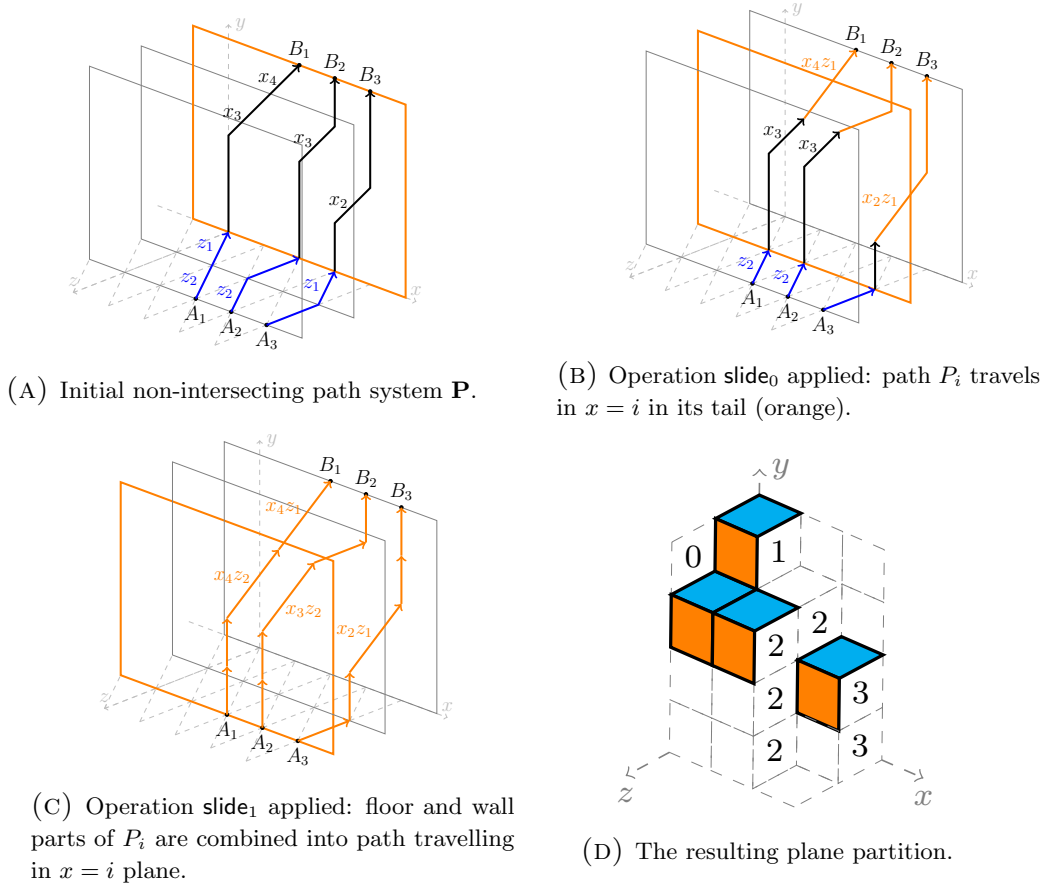 y
B₁
B₂
B₃
x₄
x₃
x₃
x₂
z₁
z₂
z₂
z₁
z
x
A₁
A₂
A₃
(A) Initial non-intersecting path system P.
y
B₁
B₂
B₃
x₄z₁
x₃
x₃
x₂z₁
z₂
z₂
z
x
A₁
A₂
A₃
(B) Operation slide₀ applied: path Pᵢ travels
in x = i in its tail (orange).
y
B₁
B₂
B₃
x₄z₁
x₄z₂
x₃z₂
x₂z₁
z
x
A₁
A₂
A₃
(C) Operation slide₁ applied: floor and wall
parts of Pᵢ are combined into path travelling
in x = i plane.
y
0
1
2
2
2
3
2
3
z
x
(D) The resulting plane partition.